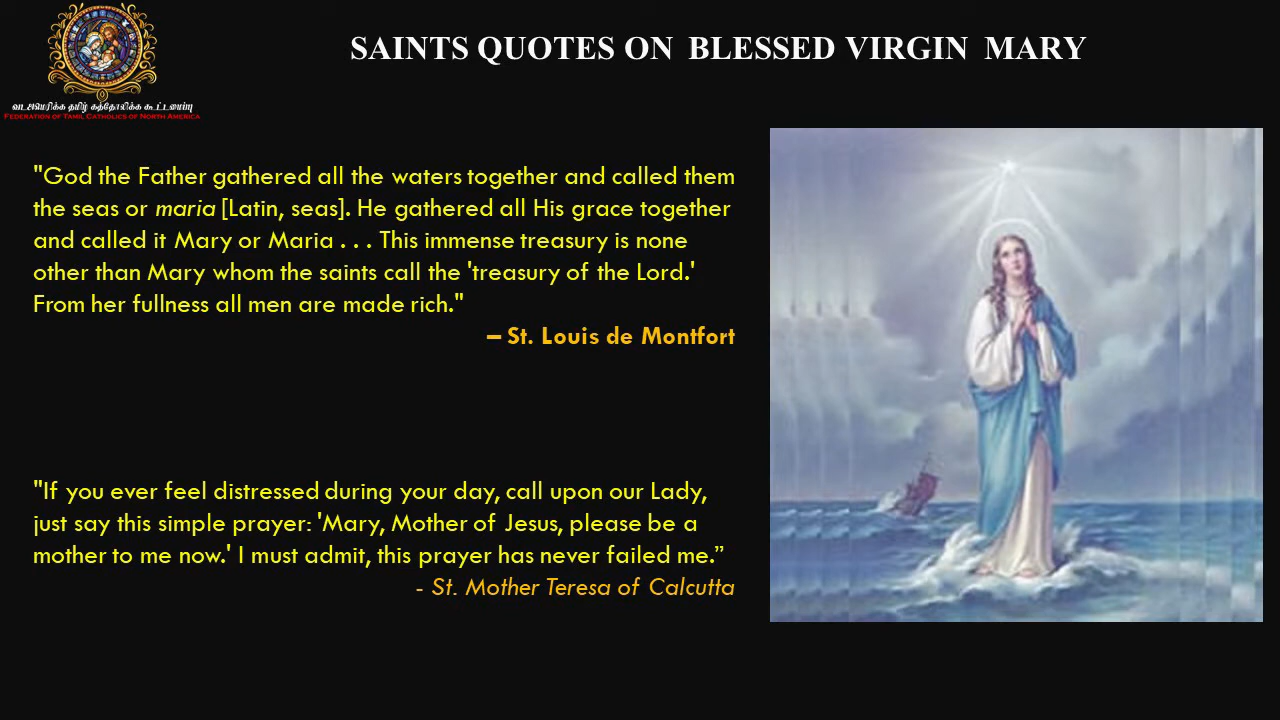 வடஅமெரிக்க தமிழ் கத்தோலிக்க கூட்டமைப்பு
FEDERATION OF TAMIL CATHOLICS OF NORTH AMERICA
SAINTS QUOTES ON BLESSED VIRGIN MARY
"God the Father gathered all the waters together and called them
the seas or maria [Latin, seas]. He gathered all His grace together
and called it Mary or Maria . . . This immense treasury is none
other than Mary whom the saints call the 'treasury of the Lord.'
From her fullness all men are made rich."
– St. Louis de Montfort
"If you ever feel distressed during your day, call upon our Lady,
just say this simple prayer: 'Mary, Mother of Jesus, please be a
mother to me now.' I must admit, this prayer has never failed me.”
- St. Mother Teresa of Calcutta